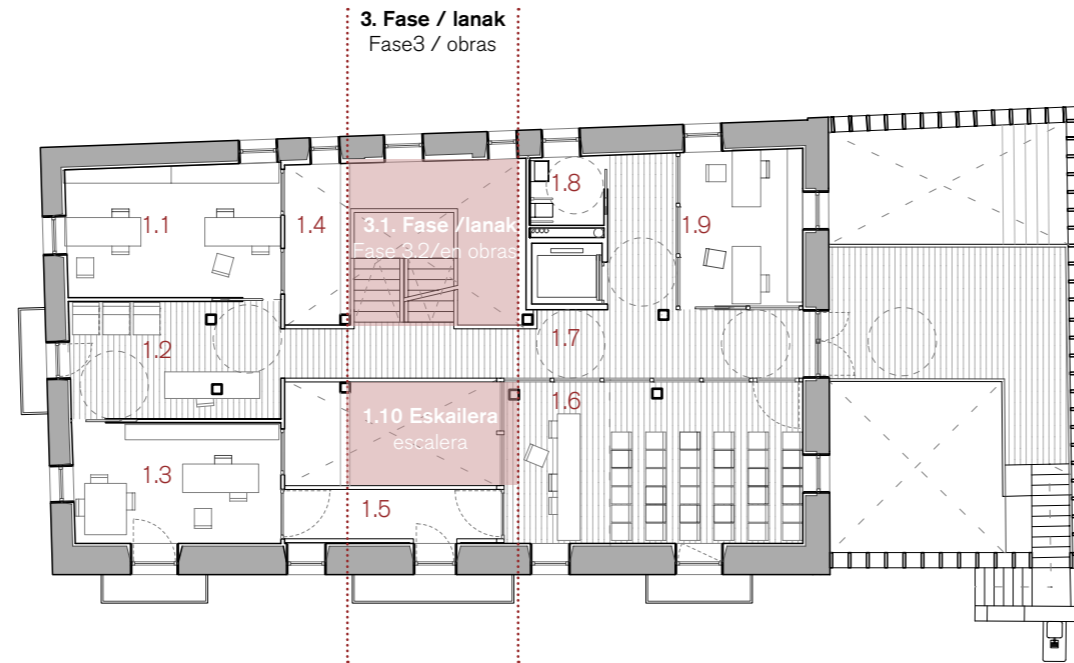 3. Fase / lanak
Fase3 / obras
1.1
1.4
3.1. Fase /lanak
Fase 3.2/en obras
1.8
1.9
1.2
1.7
1.10 Eskailera
escalera
1.6
1.3
1.5